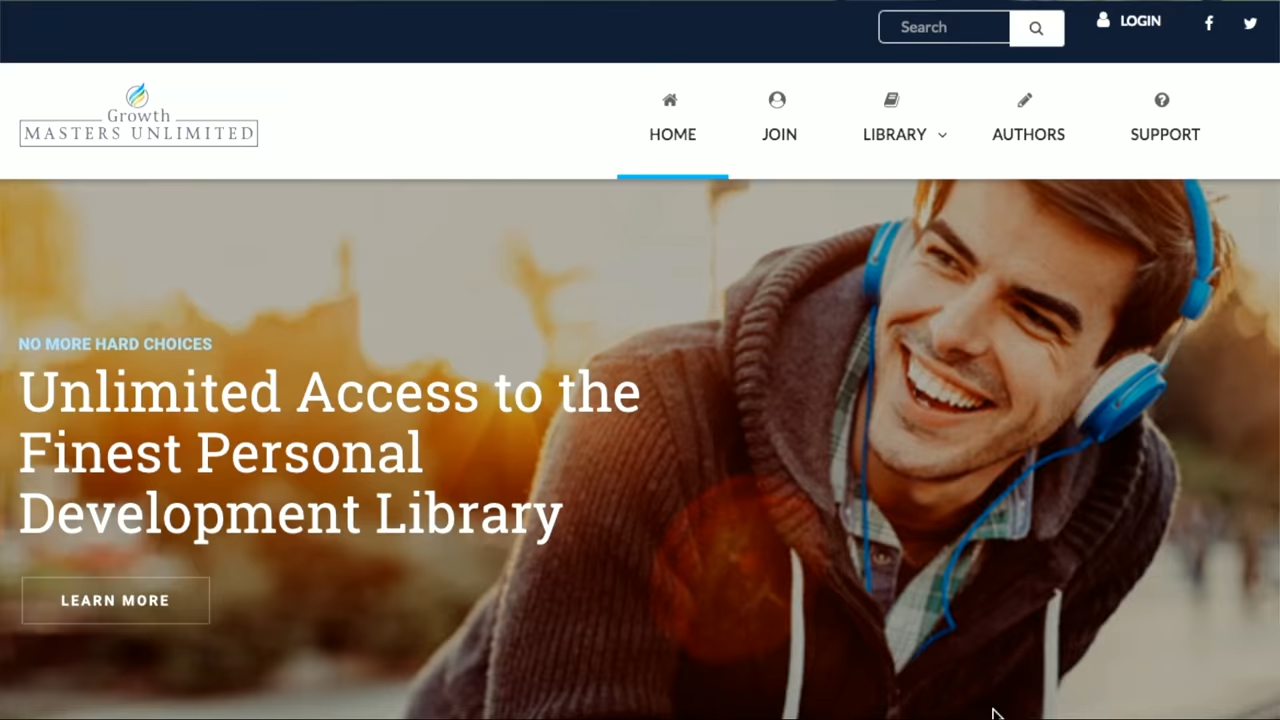 Search
LOGIN
Growth
MASTERS UNLIMITED
HOME
JOIN
LIBRARY
AUTHORS
SUPPORT
NO MORE HARD CHOICES
Unlimited Access to the
Finest Personal
Development Library
LEARN MORE